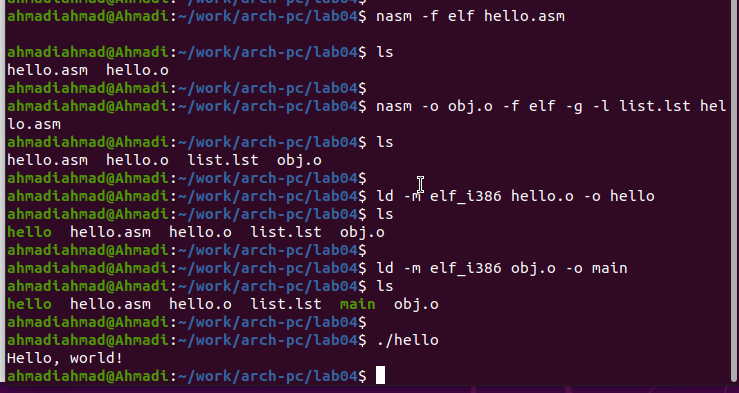 ahmadiahmad@Ahmadi:~/work/arch-pc/lab04$ nasm -f elf hello.asm
ahmadiahmad@Ahmadi:~/work/arch-pc/lab04$ ls
hello.asm  hello.o
ahmadiahmad@Ahmadi:~/work/arch-pc/lab04$
ahmadiahmad@Ahmadi:~/work/arch-pc/lab04$ nasm -o obj.o -f elf -g -l list.lst hel
lo.asm
ahmadiahmad@Ahmadi:~/work/arch-pc/lab04$ ls
hello.asm  hello.o  list.lst  obj.o
ahmadiahmad@Ahmadi:~/work/arch-pc/lab04$
ahmadiahmad@Ahmadi:~/work/arch-pc/lab04$ ld -m elf_i386 hello.o -o hello
ahmadiahmad@Ahmadi:~/work/arch-pc/lab04$ ls
hello  hello.asm  hello.o  list.lst  obj.o
ahmadiahmad@Ahmadi:~/work/arch-pc/lab04$
ahmadiahmad@Ahmadi:~/work/arch-pc/lab04$ ld -m elf_i386 obj.o -o main
ahmadiahmad@Ahmadi:~/work/arch-pc/lab04$ ls
hello  hello.asm  hello.o  list.lst  main  obj.o
ahmadiahmad@Ahmadi:~/work/arch-pc/lab04$
ahmadiahmad@Ahmadi:~/work/arch-pc/lab04$ ./hello
Hello, world!
ahmadiahmad@Ahmadi:~/work/arch-pc/lab04$